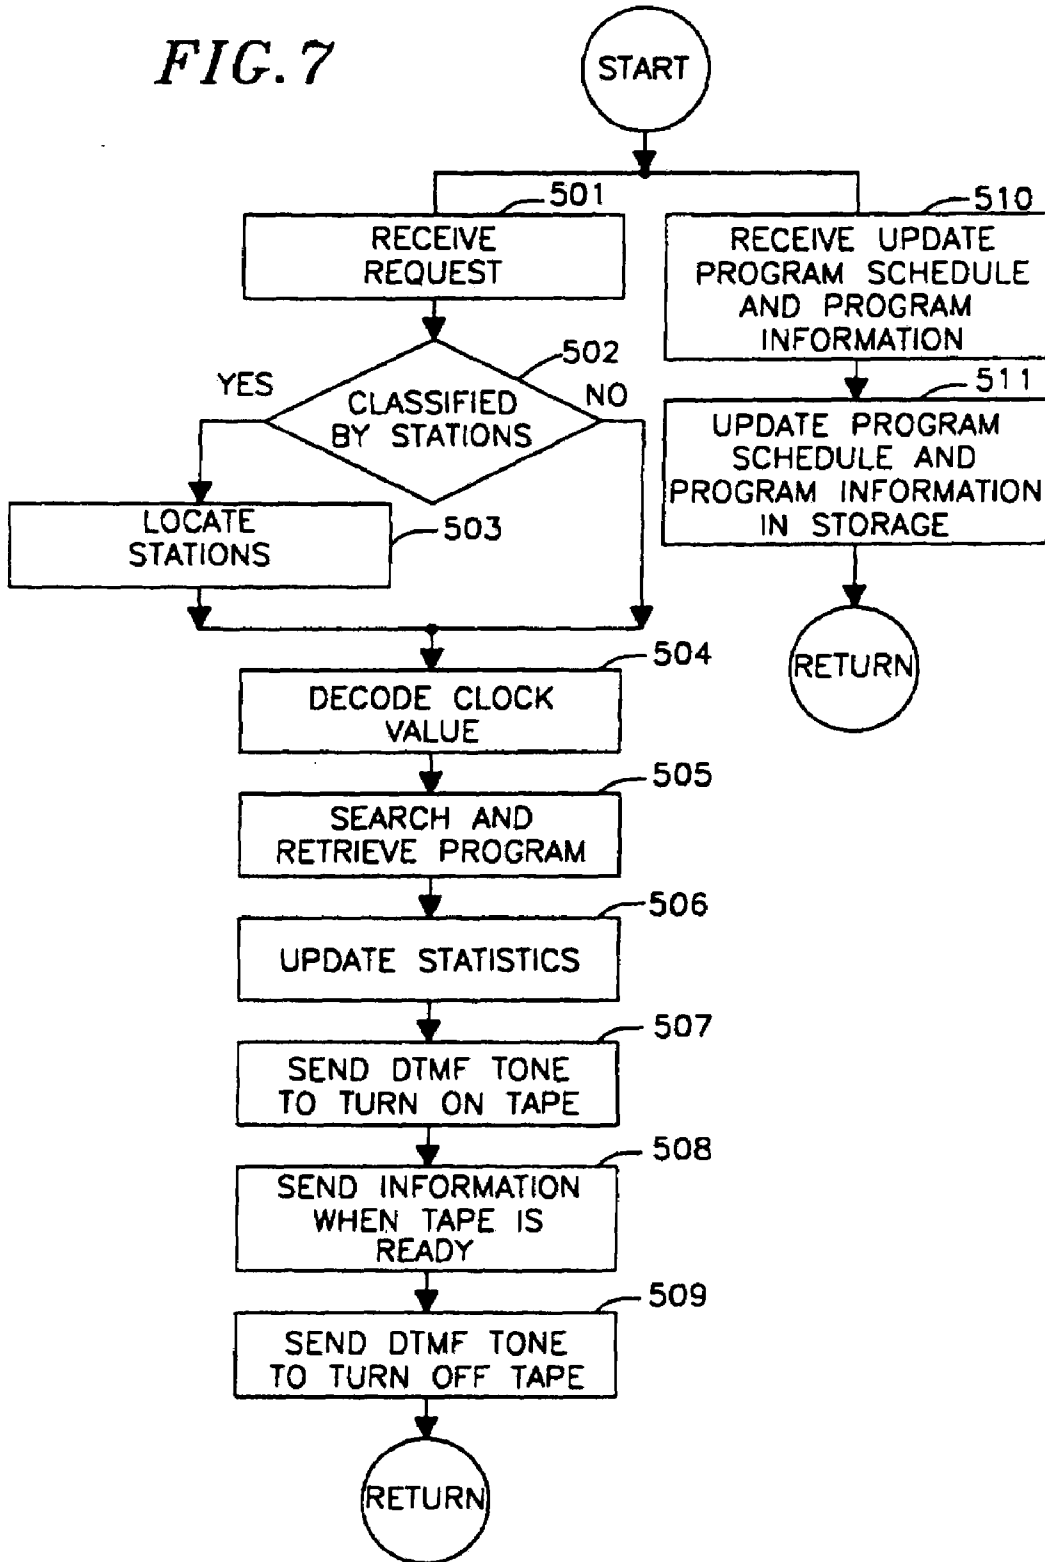 FIG. 7
START
501
RECEIVE
REQUEST
510
RECEIVE UPDATE
PROGRAM SCHEDULE
AND PROGRAM
INFORMATION
502
YES
NO
CLASSIFIED
BY STATIONS
511
UPDATE PROGRAM
SCHEDULE AND
PROGRAM INFORMATION
IN STORAGE
LOCATE
STATIONS
503
RETURN
504
DECODE CLOCK
VALUE
505
SEARCH AND
RETRIEVE PROGRAM
506
UPDATE STATISTICS
507
SEND DTMF TONE
TO TURN ON TAPE
508
SEND INFORMATION
WHEN TAPE IS
READY
509
SEND DTMF TONE
TO TURN OFF TAPE
RETURN